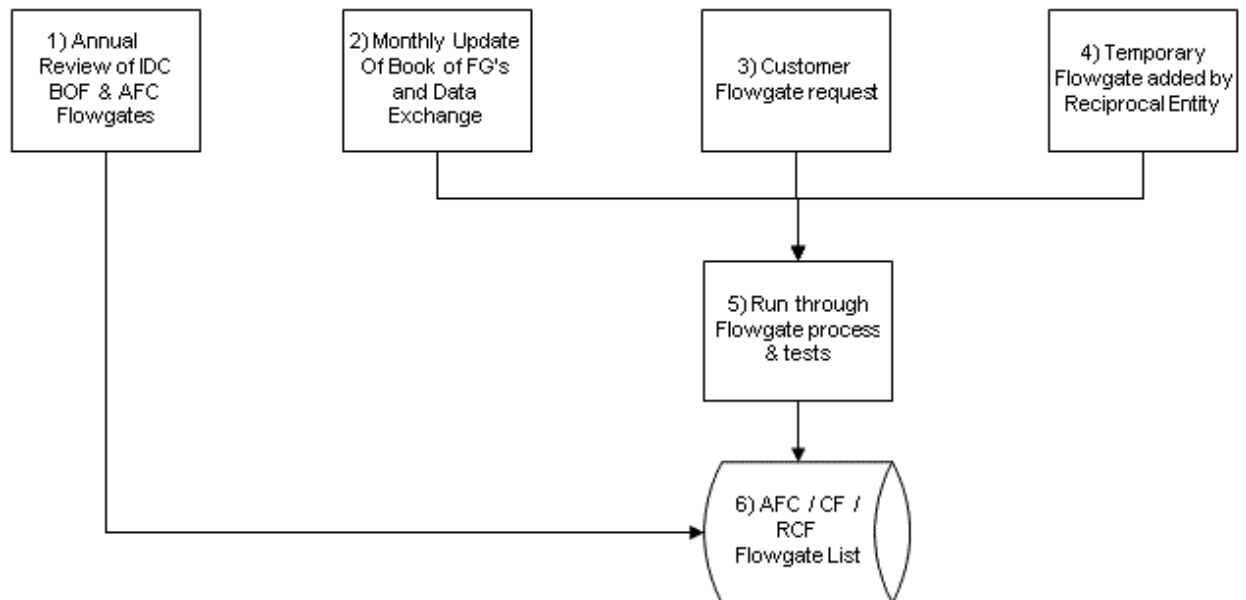 1) Annual
Review of IDC
BOF & AFC
Flowgates
2) Monthly Update
Of Book of FG's
and Data
Exchange
3) Customer
Flowgate request
4) Temporary
Flowgate added by
Reciprocal Entity
5) Run through
Flowgate process
& tests
6) AFC / CF /
RCF
Flowgate List